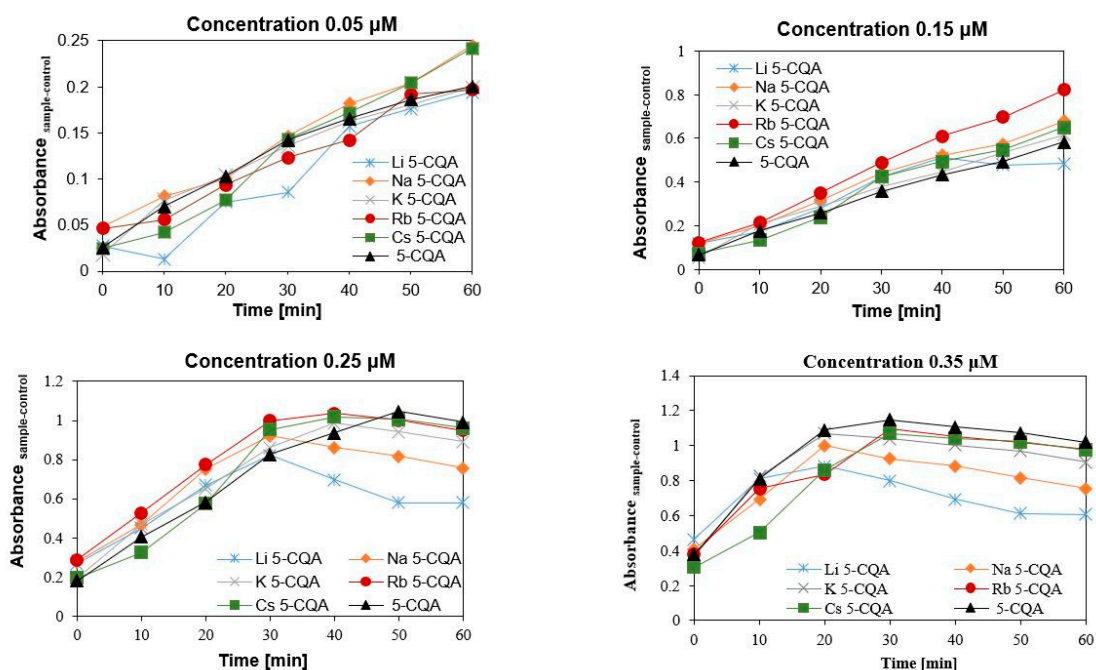 Concentration 0.05 µM
Absorbance sample-control
0.25
0.2
0.15
0.1
0.05
0
Li 5-CQA
Na 5-CQA
K 5-CQA
Rb 5-CQA
Cs 5-CQA
5-CQA
0 10 20 30 40 50 60
Time [min]
Concentration 0.15 µM
Absorbance sample-control
1
0.8
0.6
0.4
0.2
0
Li 5-CQA
Na 5-CQA
K 5-CQA
Rb 5-CQA
Cs 5-CQA
5-CQA
0 10 20 30 40 50 60
Time [min]
Concentration 0.25 µM
Absorbance sample-control
1.2
1
0.8
0.6
0.4
0.2
0
Li 5-CQA Na 5-CQA
K 5-CQA Rb 5-CQA
Cs 5-CQA 5-CQA
0 10 20 30 40 50 60
Time [min]
Concentration 0.35 µM
Absorbance sample-control
1.4
1.2
1
0.8
0.6
0.4
0.2
0
Li 5-CQA Na 5-CQA
K 5-CQA Rb 5-CQA
Cs 5-CQA 5-CQA
0 10 20 30 40 50 60
Time [min]